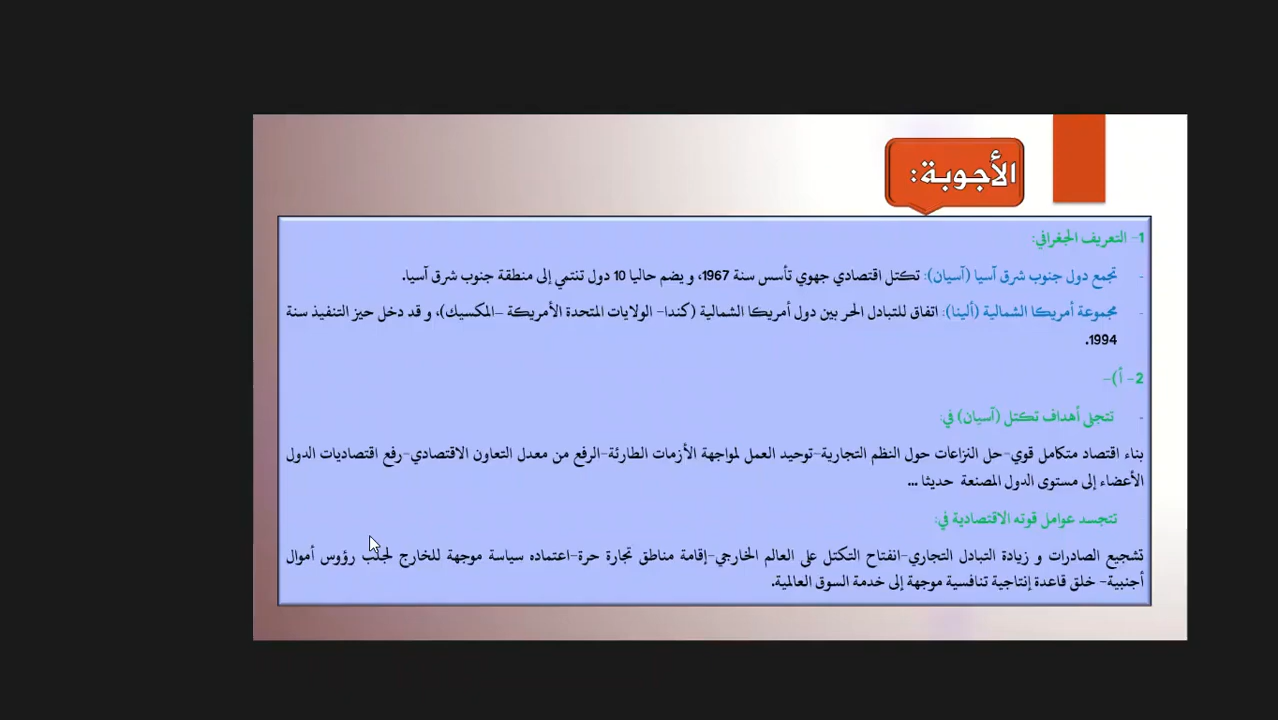 الأجوبة:
1- التعريف الجغرافي:
- تجمع دول جنوب شرق آسيا (آسيان): تكتل اقتصادي جهوي تأسس سنة 1967، و يضم حاليا 10 دول تنتمي إلى منطقة جنوب شرق آسيا.
- مجموعة أمريكا الشمالية (ألينا): اتفاق للتبادل الحر بين دول أمريكا الشمالية (كندا- الولايات المتحدة الأمريكة –المكسيك)، و قد دخل حيز التنفيذ سنة
1994.
2- أ)-
- تتجلى أهداف تكتل (آسيان) في:
بناء اقتصاد متكامل قوي-حل النزاعات حول النظم التجارية-توحيد العمل لمواجهة الأزمات الطارئة-الرفع من معدل التعاون الاقتصادي-رفع اقتصاديات الدول
الأعضاء إلى مستوى الدول المصنعة حديثا ...
تتجسد عوامل قوته الاقتصادية في:
تشجيع الصادرات و زيادة التبادل التجاري-انفتاح التكتل على العالم الخارجي-إقامة مناطق تجارة حرة-اعتماده سياسة موجهة للخارج لجلب رؤوس أموال
أجنبية- خلق قاعدة إنتاجية تنافسية موجهة إلى خدمة السوق العالمية.